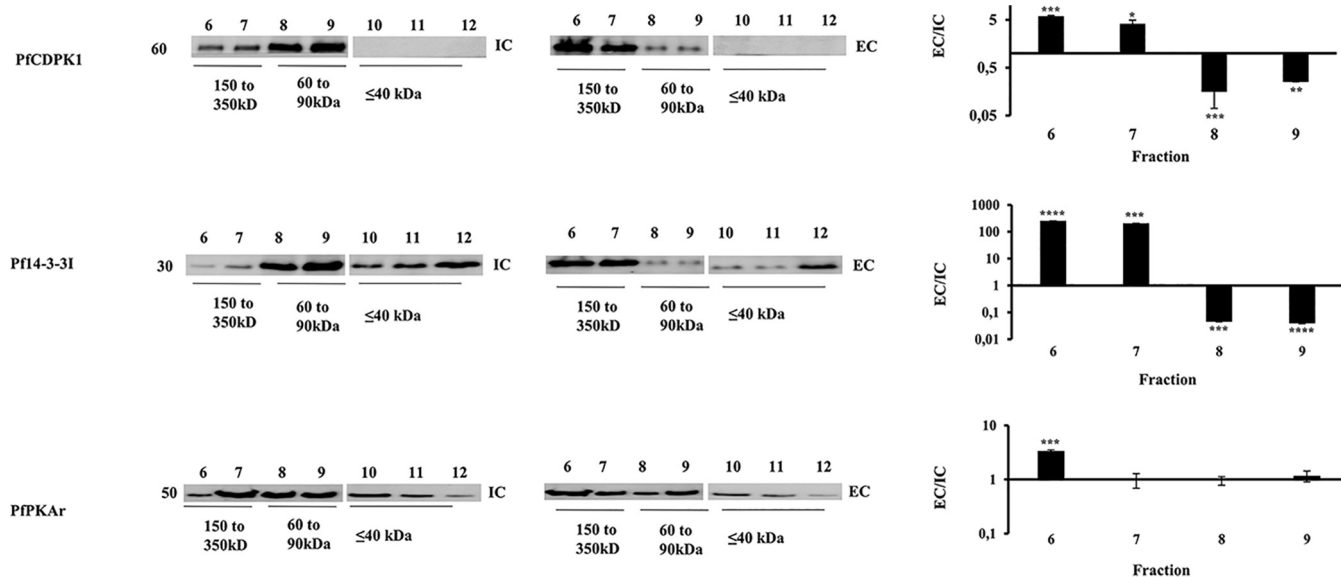 6 7 8 9 10 11 12
PfCDPK1 60 IC
150 to 350kD
60 to 90kDa
≤40 kDa
6 7 8 9 10 11 12
EC
150 to 350kD
60 to 90kDa
≤40 kDa
EC/IC
5
0,5
0,05
*** * *** **
6 7 8 9
Fraction
6 7 8 9 10 11 12
Pf14-3-3I 30 IC
150 to 350kD
60 to 90kDa
≤40 kDa
6 7 8 9 10 11 12
EC
150 to 350kD
60 to 90kDa
≤40 kDa
EC/IC
1000
100
10
1
0,1
0,01
**** *** *** ****
6 7 8 9
Fraction
6 7 8 9 10 11 12
PfPKAr 50 IC
150 to 350kD
60 to 90kDa
≤40 kDa
6 7 8 9 10 11 12
EC
150 to 350kD
60 to 90kDa
≤40 kDa
EC/IC
10
1
0,1
***
6 7 8 9
Fraction